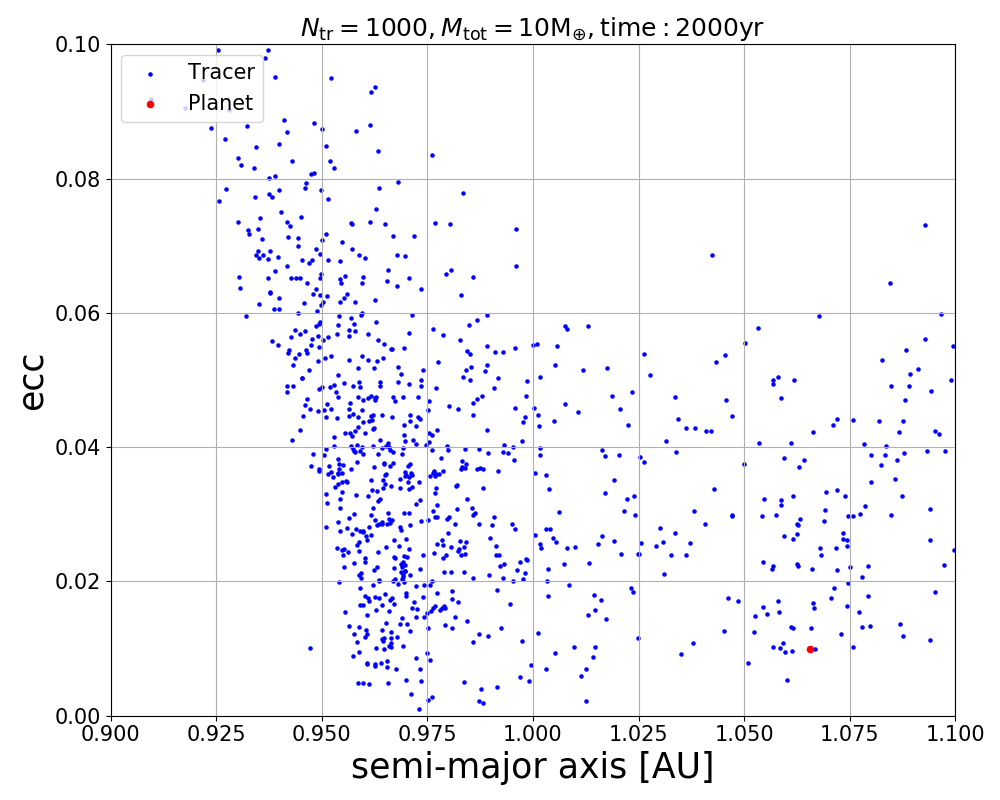 N_tr = 1000, M_tot = 10M_⊕, time : 2000yr
Tracer
Planet
ecc
0.10
0.08
0.06
0.04
0.02
0.00
0.900 0.925 0.950 0.975 1.000 1.025 1.050 1.075 1.100
semi-major axis [AU]